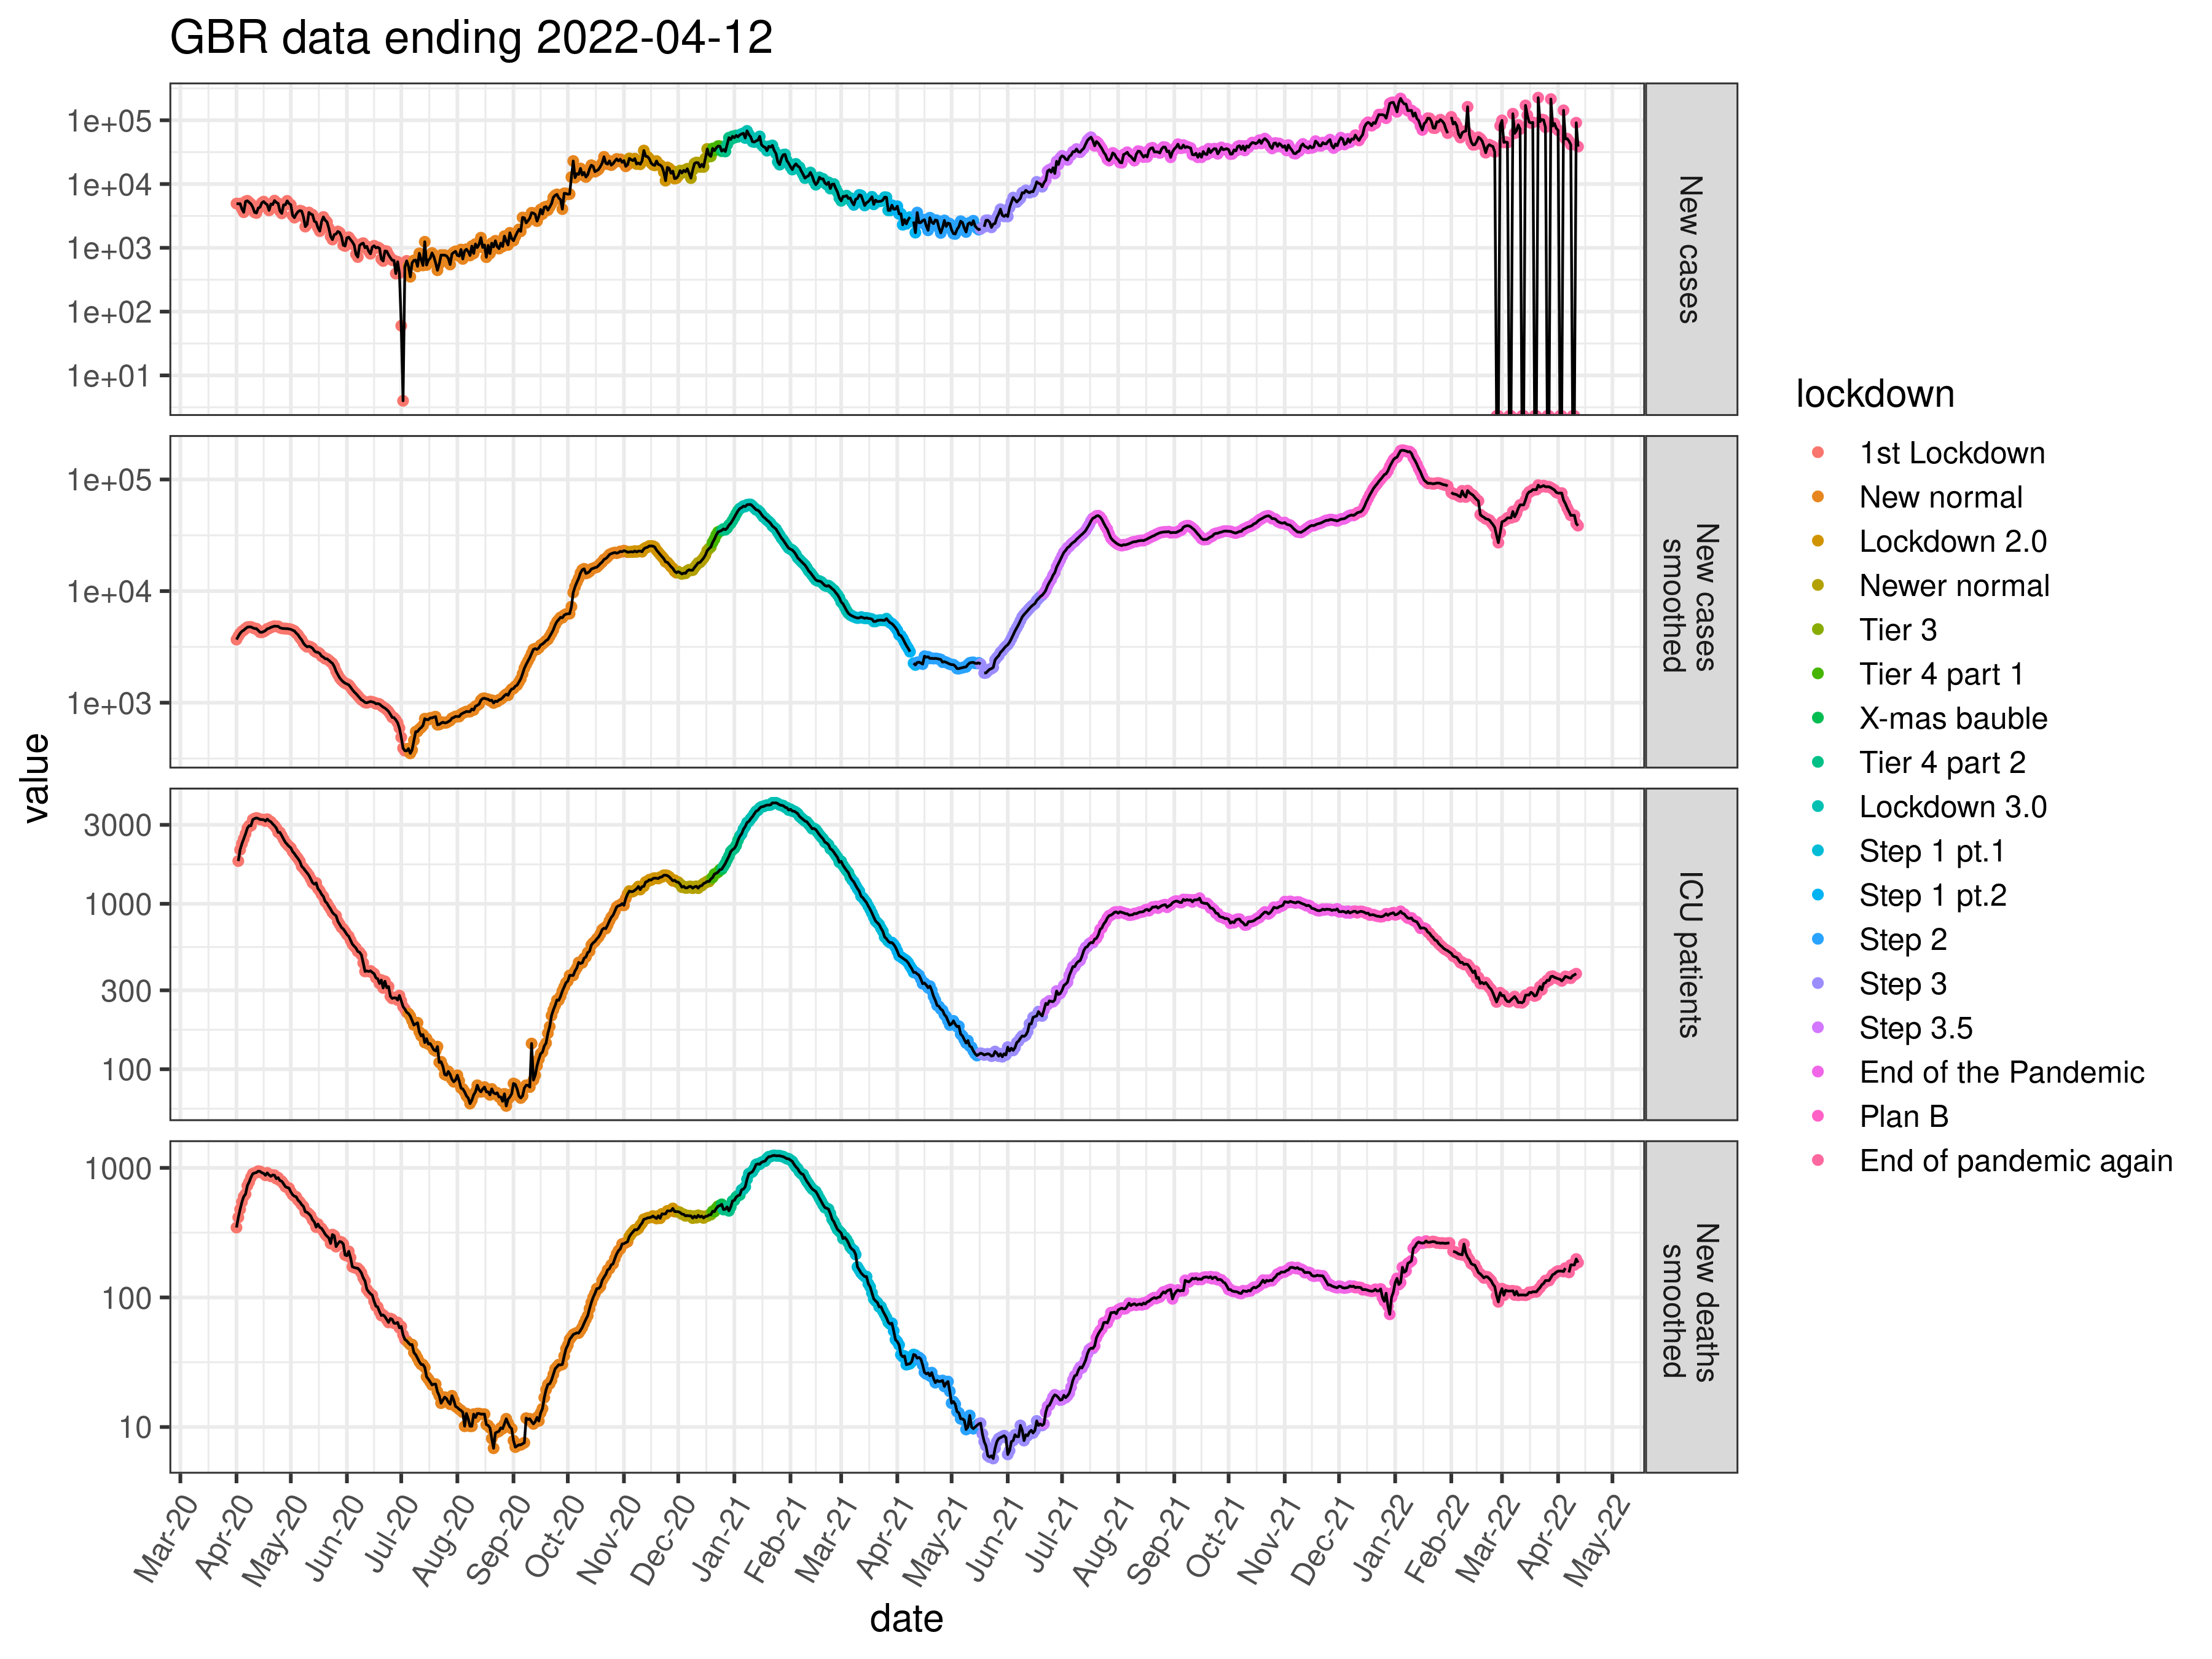 GBR data ending 2022-04-12
1e+05
1e+04
1e+03
1e+02
1e+01
New cases
1e+05
1e+04
1e+03
New cases
smoothed
3000
1000
300
100
ICU patients
1000
100
10
New deaths
smoothed
value
Mar-20
Apr-20
May-20
Jun-20
Jul-20
Aug-20
Sep-20
Oct-20
Nov-20
Dec-20
Jan-21
Feb-21
Mar-21
Apr-21
May-21
Jun-21
Jul-21
Aug-21
Sep-21
Oct-21
Nov-21
Dec-21
Jan-22
Feb-22
Mar-22
Apr-22
May-22
date
lockdown
1st Lockdown
New normal
Lockdown 2.0
Newer normal
Tier 3
Tier 4 part 1
X-mas bauble
Tier 4 part 2
Lockdown 3.0
Step 1 pt.1
Step 1 pt.2
Step 2
Step 3
Step 3.5
End of the Pandemic
Plan B
End of pandemic again